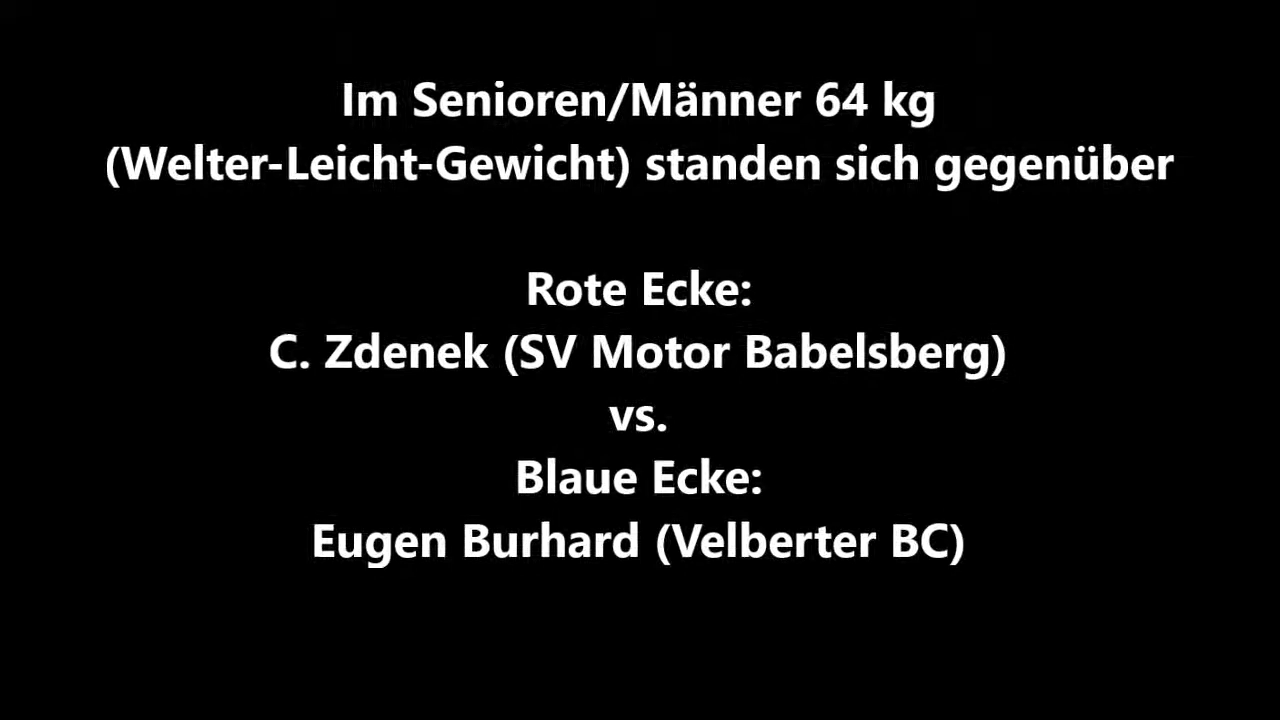 Im Senioren/Männer 64 kg
(Welter-Leicht-Gewicht) standen sich gegenüber
Rote Ecke:
C. Zdenek (SV Motor Babelsberg)
vs.
Blaue Ecke:
Eugen Burhard (Velberter BC)